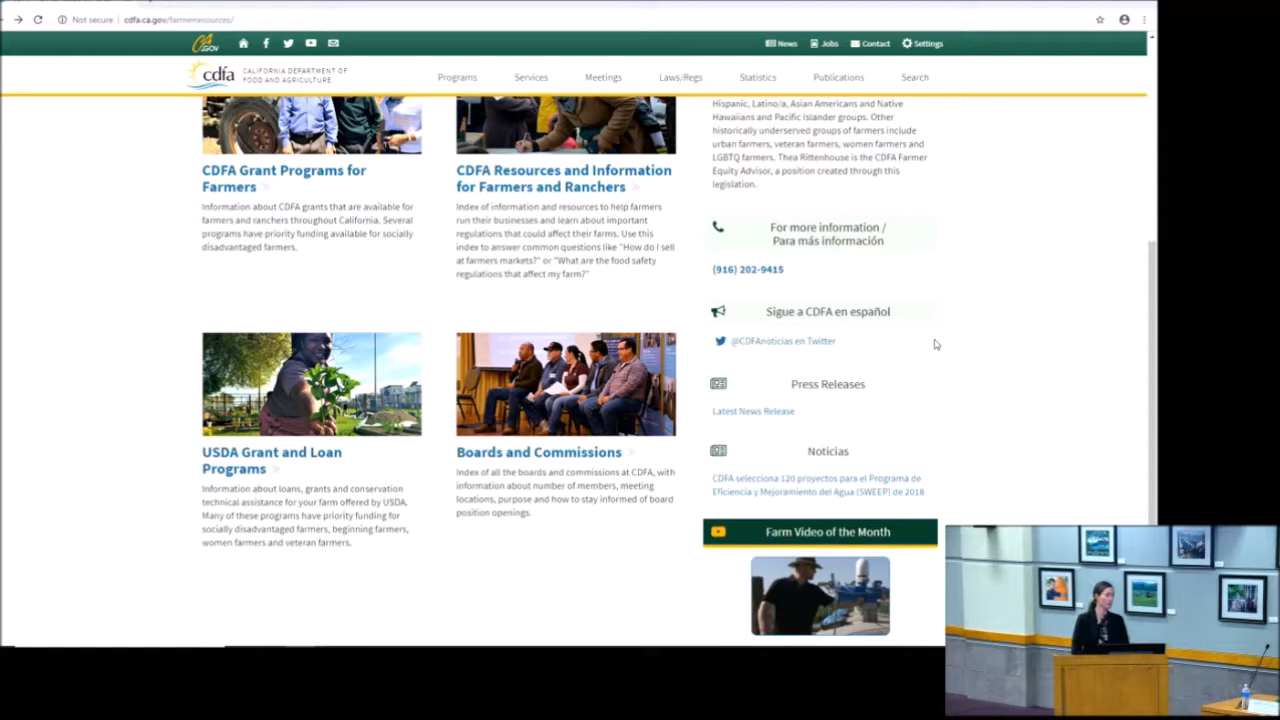 Not secure | cdfa.ca.gov/farmerresources/
CA.GOV
News
Jobs
Contact
Settings
cdfa
CALIFORNIA DEPARTMENT OF
FOOD AND AGRICULTURE
Programs
Services
Meetings
Laws/Regs
Statistics
Publications
Search
CDFA Grant Programs for
Farmers
Information about CDFA grants that are available for
farmers and ranchers throughout California. Several
programs have priority funding available for socially
disadvantaged farmers.
CDFA Resources and Information
for Farmers and Ranchers
Index of information and resources to help farmers
run their businesses and learn about important
regulations that could affect their farms. Use this
index to answer common questions like "How do I sell
at farmers markets?" or "What are the food safety
regulations that affect my farm?"
USDA Grant and Loan
Programs
Information about loans, grants and conservation
technical assistance for your farm offered by USDA.
Many of these programs have priority funding for
socially disadvantaged farmers, beginning farmers,
women farmers and veteran farmers.
Boards and Commissions
Index of all the boards and commissions at CDFA, with
information about number of members, meeting
locations, purpose and how to stay informed of board
position openings.
Hispanic, Latino/a, Asian Americans and Native
Hawaiians and Pacific Islander groups. Other
historically underserved groups of farmers include
urban farmers, veteran farmers, women farmers and
LGBTQ farmers. Thea Rittenhouse is the CDFA Farmer
Equity Advisor, a position created through this
legislation.
For more information /
Para más información
(916) 202-9415
Sigue a CDFA en español
@CDFAnoticias en Twitter
Press Releases
Latest News Release
Noticias
CDFA selecciona 120 proyectos para el Programa de
Eficiencia y Mejoramiento del Agua (SWEEP) de 2018
Farm Video of the Month